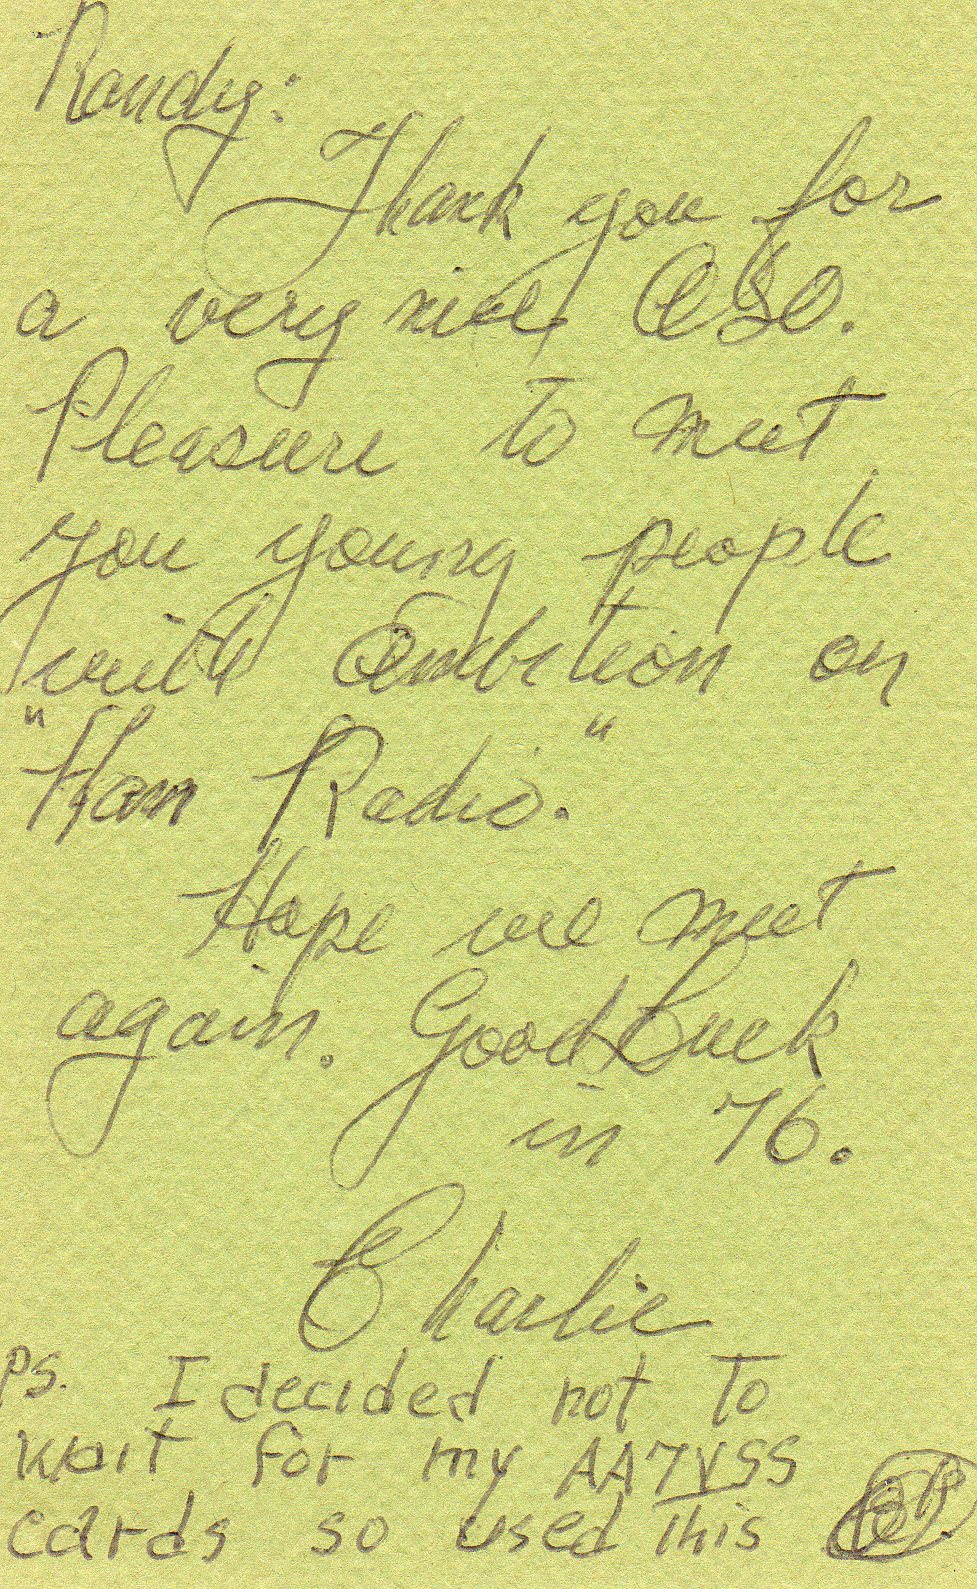 Randy:
Thank you for
a very nice QSO.
Pleasure to meet
you young people
with ambition on
"Ham Radio."
Hope we meet
again. Good Luck
in 76.
Charlie
PS. I decided not to
wait for my AA7VSS
cards so used this